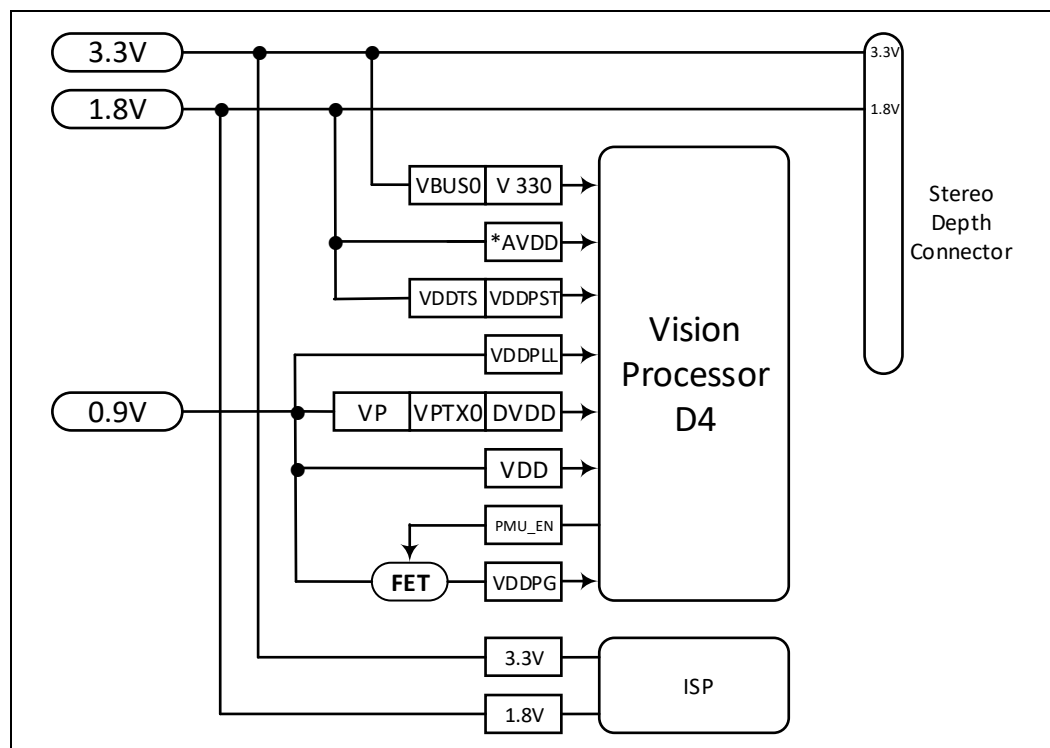 3.3V
3.3V
1.8V
1.8V
VBUS0 V 330
*AVDD
VDDTS VDDPST
VDDPLL
0.9V
VP VPTX0 DVDD
VDD
PMU_EN
FET
VDDPG
Vision
Processor
D4
Stereo
Depth
Connector
3.3V
1.8V
ISP